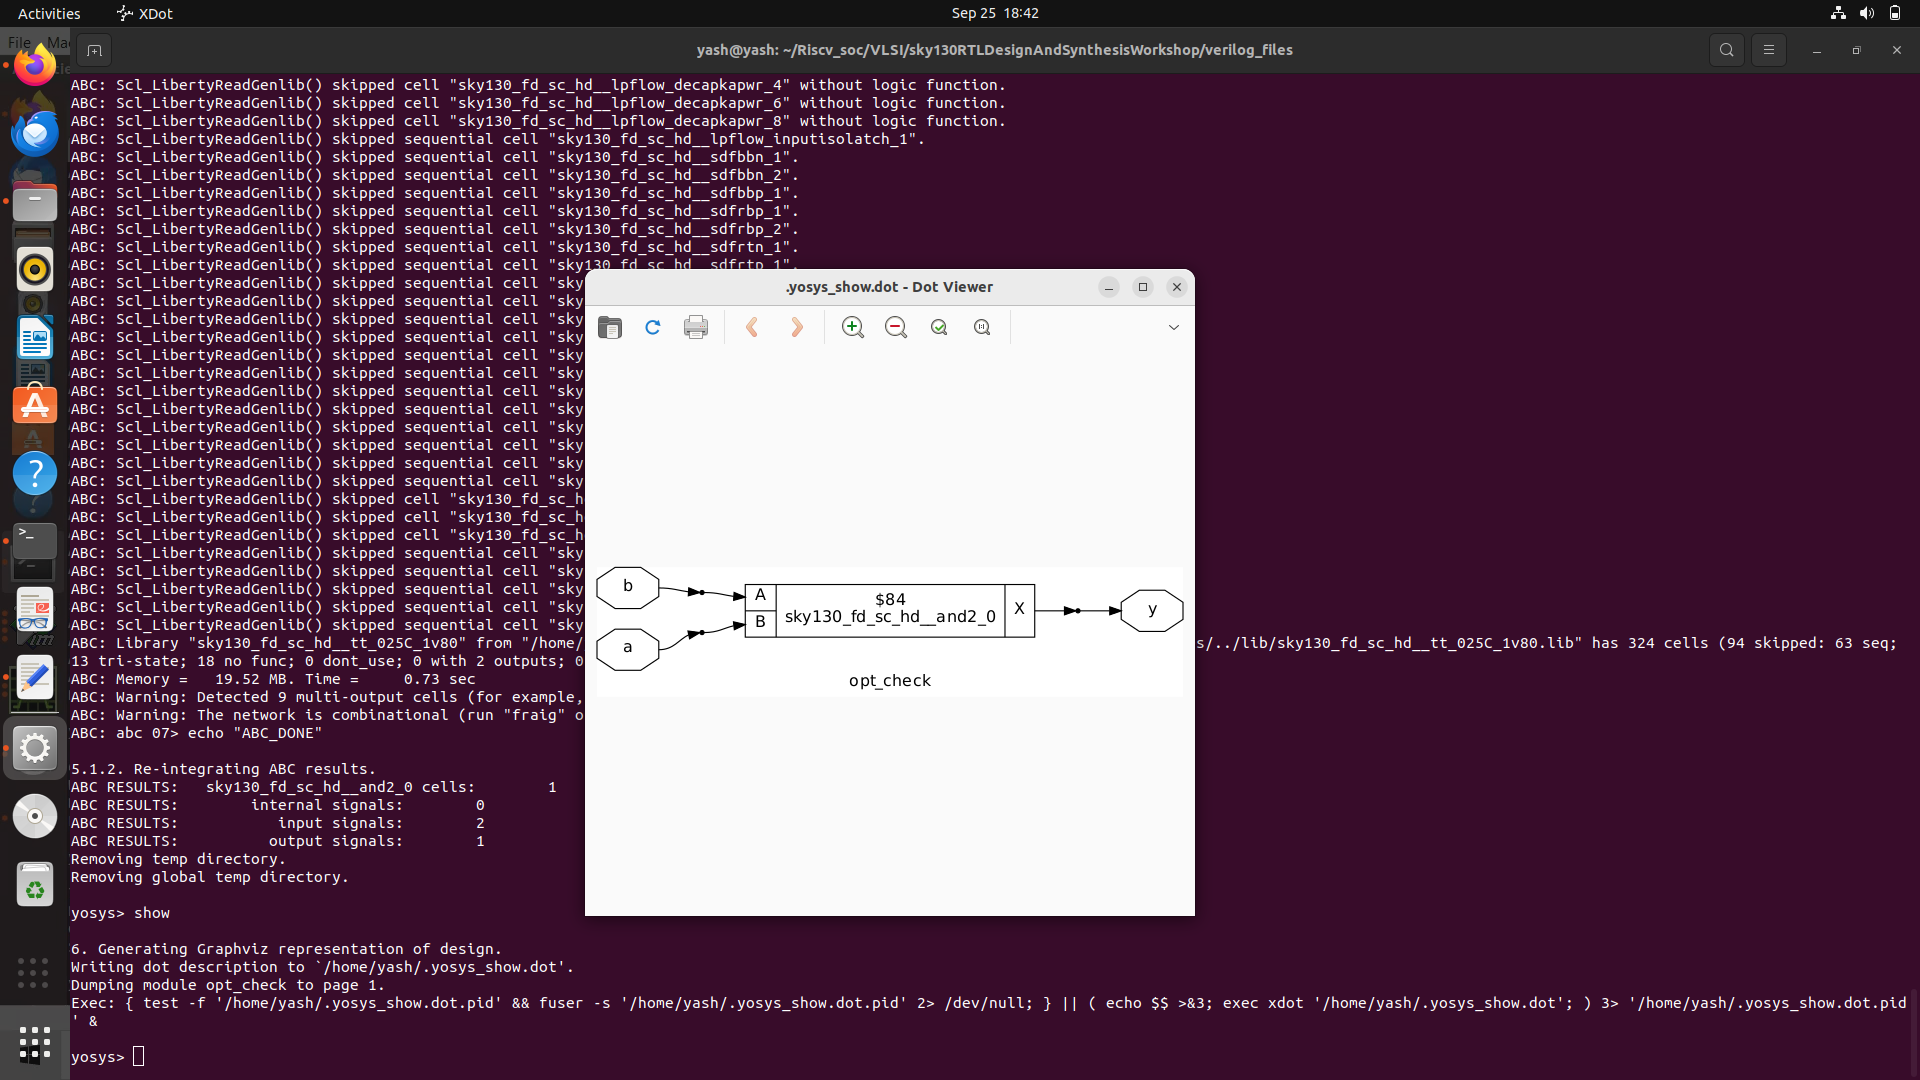 Activities
XDot
Sep 25 18:42
File
yash@yash: ~/Riscv_soc/VLSI/sky130RTLDesignAndSynthesisWorkshop/verilog_files
ABC: Scl_LibertyReadGenlib() skipped cell "sky130_fd_sc_hd__lpflow_decapkapwr_4" without logic function.
ABC: Scl_LibertyReadGenlib() skipped cell "sky130_fd_sc_hd__lpflow_decapkapwr_6" without logic function.
ABC: Scl_LibertyReadGenlib() skipped cell "sky130_fd_sc_hd__lpflow_decapkapwr_8" without logic function.
ABC: Scl_LibertyReadGenlib() skipped sequential cell "sky130_fd_sc_hd__lpflow_inputisolatch_1".
ABC: Scl_LibertyReadGenlib() skipped sequential cell "sky130_fd_sc_hd__sdfbbn_1".
ABC: Scl_LibertyReadGenlib() skipped sequential cell "sky130_fd_sc_hd__sdfbbn_2".
ABC: Scl_LibertyReadGenlib() skipped sequential cell "sky130_fd_sc_hd__sdfbbp_1".
ABC: Scl_LibertyReadGenlib() skipped sequential cell "sky130_fd_sc_hd__sdfrbp_1".
ABC: Scl_LibertyReadGenlib() skipped sequential cell "sky130_fd_sc_hd__sdfrbp_2".
ABC: Scl_LibertyReadGenlib() skipped sequential cell "sky130_fd_sc_hd__sdfrtn_1".
ABC: Scl_LibertyReadGenlib() skipped sequential cell "sky130_fd_sc_hd__sdfrtp_1".
ABC: Scl_LibertyReadGenlib() skipped sequential cell "sky
ABC: Scl_LibertyReadGenlib() skipped sequential cell "sky
ABC: Scl_LibertyReadGenlib() skipped sequential cell "sky
ABC: Scl_LibertyReadGenlib() skipped sequential cell "sky
ABC: Scl_LibertyReadGenlib() skipped sequential cell "sky
ABC: Scl_LibertyReadGenlib() skipped sequential cell "sky
ABC: Scl_LibertyReadGenlib() skipped sequential cell "sky
ABC: Scl_LibertyReadGenlib() skipped sequential cell "sky
ABC: Scl_LibertyReadGenlib() skipped sequential cell "sky
ABC: Scl_LibertyReadGenlib() skipped sequential cell "sky
ABC: Scl_LibertyReadGenlib() skipped sequential cell "sky
ABC: Scl_LibertyReadGenlib() skipped sequential cell "sky
ABC: Scl_LibertyReadGenlib() skipped cell "sky130_fd_sc_h
ABC: Scl_LibertyReadGenlib() skipped cell "sky130_fd_sc_h
ABC: Scl_LibertyReadGenlib() skipped cell "sky130_fd_sc_h
ABC: Scl_LibertyReadGenlib() skipped sequential cell "sky
ABC: Scl_LibertyReadGenlib() skipped sequential cell "sky
ABC: Scl_LibertyReadGenlib() skipped sequential cell "sky
ABC: Scl_LibertyReadGenlib() skipped sequential cell "sky
ABC: Scl_LibertyReadGenlib() skipped sequential cell "sky
ABC: Library "sky130_fd_sc_hd__tt_025C_1v80" from "/home/ s/../lib/sky130_fd_sc_hd__tt_025C_1v80.lib" has 324 cells (94 skipped: 63 seq;
13 tri-state; 18 no func; 0 dont_use; 0 with 2 outputs; 0
ABC: Memory = 19.52 MB. Time = 0.73 sec
ABC: Warning: Detected 9 multi-output cells (for example,
ABC: Warning: The network is combinational (run "fraig" o
ABC: abc 07> echo "ABC_DONE"
5.1.2. Re-integrating ABC results.
ABC RESULTS: sky130_fd_sc_hd__and2_0 cells: 1
ABC RESULTS: internal signals: 0
ABC RESULTS: input signals: 2
ABC RESULTS: output signals: 1
Removing temp directory.
Removing global temp directory.
yosys> show
6. Generating Graphviz representation of design.
Writing dot description to `/home/yash/.yosys_show.dot'.
Dumping module opt_check to page 1.
Exec: { test -f '/home/yash/.yosys_show.dot.pid' && fuser -s '/home/yash/.yosys_show.dot.pid' 2> /dev/null; } || ( echo $$ >&3; exec xdot '/home/yash/.yosys_show.dot'; ) 3> '/home/yash/.yosys_show.dot.pid
' &
yosys>
.yosys_show.dot - Dot Viewer
b
a
A
B
$84
sky130_fd_sc_hd__and2_0
X
y
opt_check